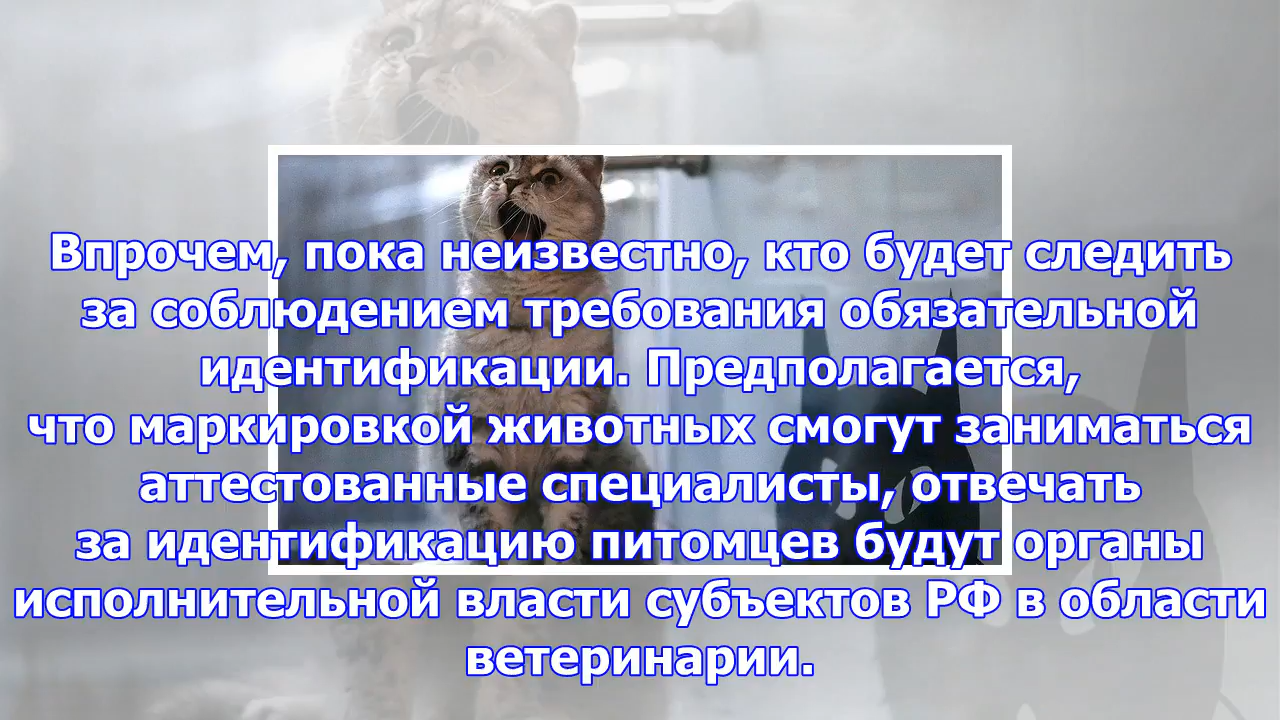 Впрочем, пока неизвестно, кто будет следить
за соблюдением требования обязательной
идентификации. Предполагается,
что маркировкой животных смогут заниматься
аттестованные специалисты, отвечать
за идентификацию питомцев будут органы
исполнительной власти субъектов РФ в области
ветеринарии.